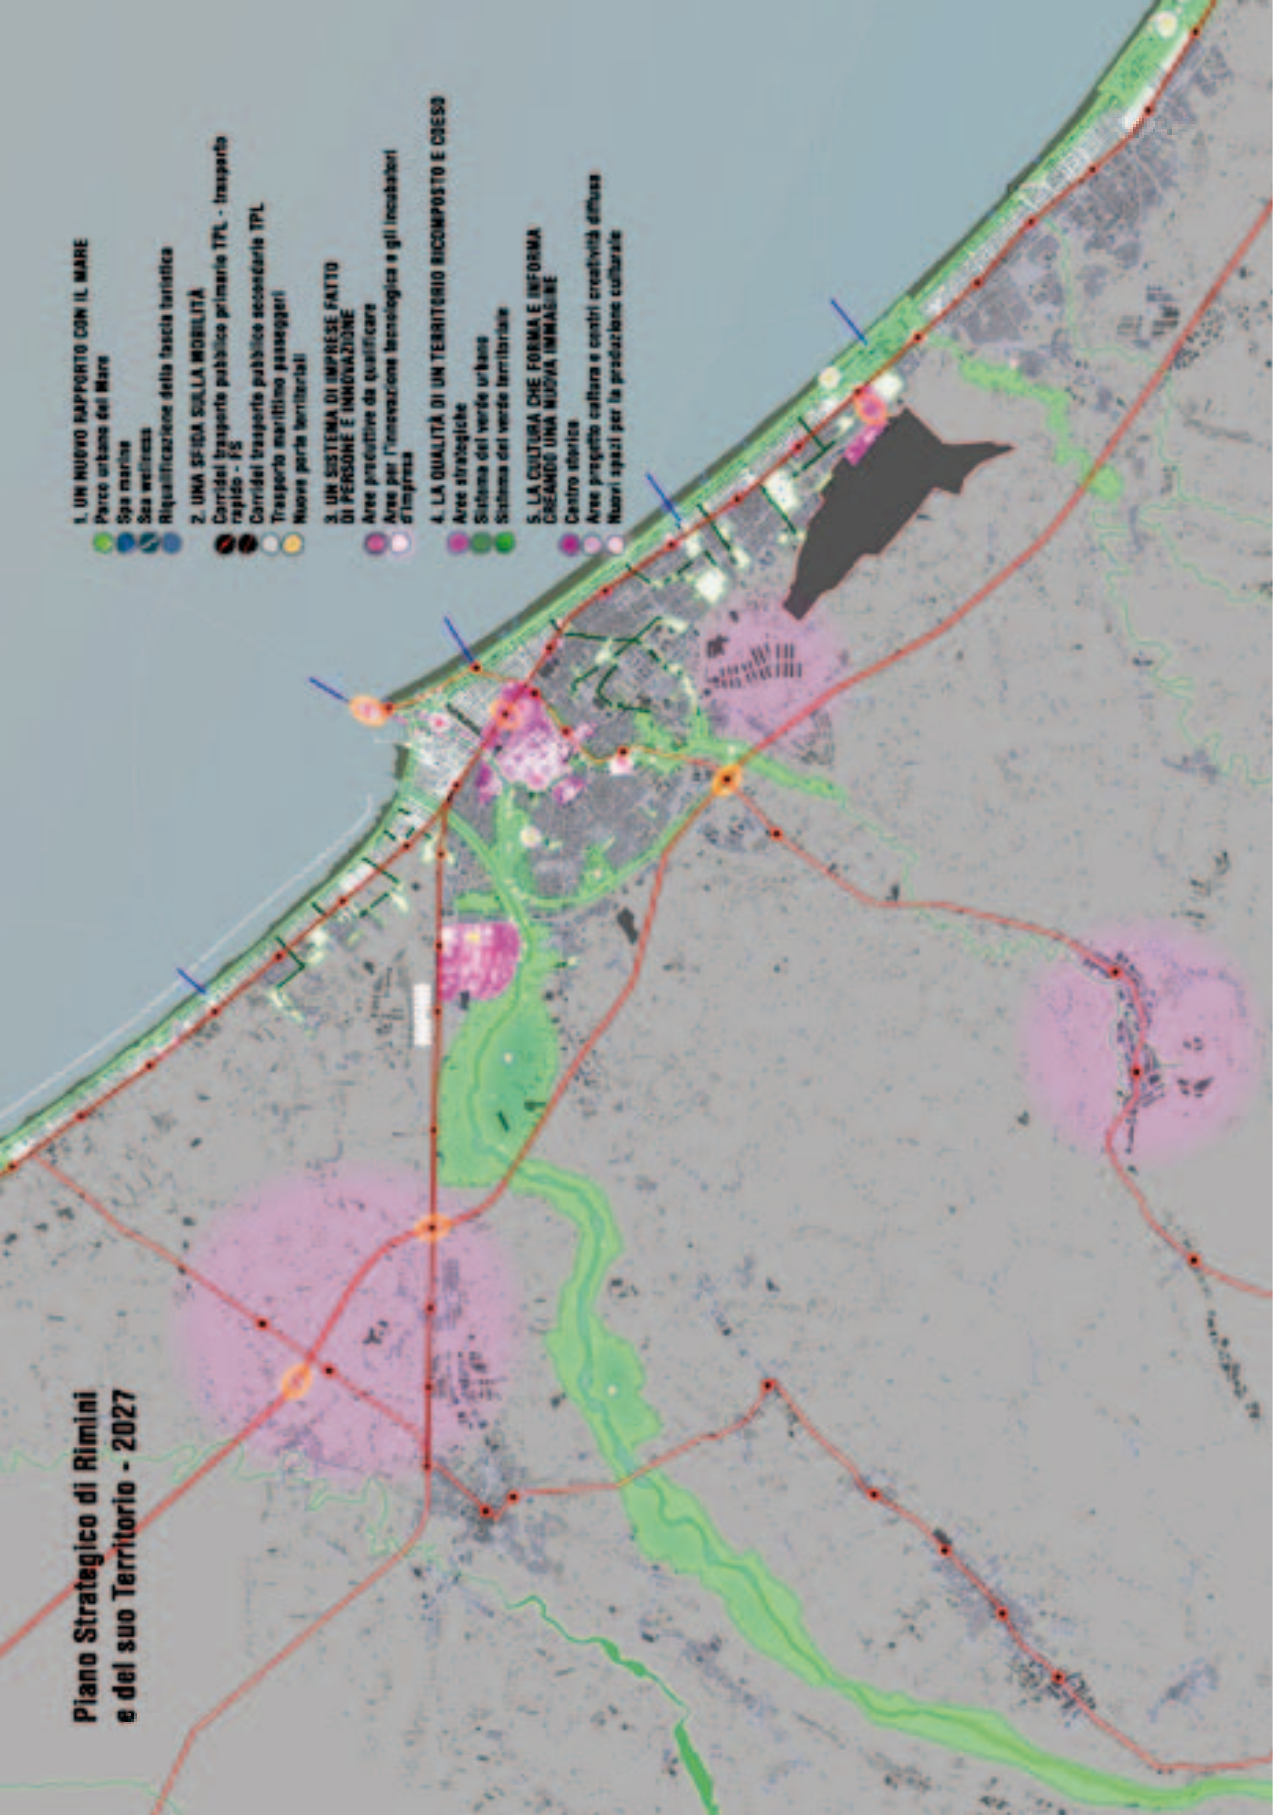 Piano Strategico di Rimini
e del suo Territorio - 2027
1. UN NUOVO RAPPORTO CON IL MARE
Parco urbano del Mare
Spa marine
Sea wellness
Riqualificazione della fascia turistica
2. UNA SFIDA SULLA MOBILITÀ
Corridoi trasporto pubblico primario TPL - trasporto
rapido - FS
Corridoi trasporto pubblico secondario TPL
Trasporto marittimo passeggeri
Nuove porte territoriali
3. UN SISTEMA DI IMPRESE FATTO
DI PERSONE E INNOVAZIONE
Aree produttive da qualificare
Aree per l'innovazione tecnologica e gli incubatori
d'impresa
4. LA QUALITÀ DI UN TERRITORIO RICOMPOSTO E COESO
Aree strategiche
Sistema del verde urbano
Sistema del verde territoriale
5. LA CULTURA CHE FORMA E INFORMA
CREANDO UNA NUOVA IMMAGINE
Centro storico
Aree progetto cultura e centri creatività diffusa
Nuovi spazi per la produzione culturale